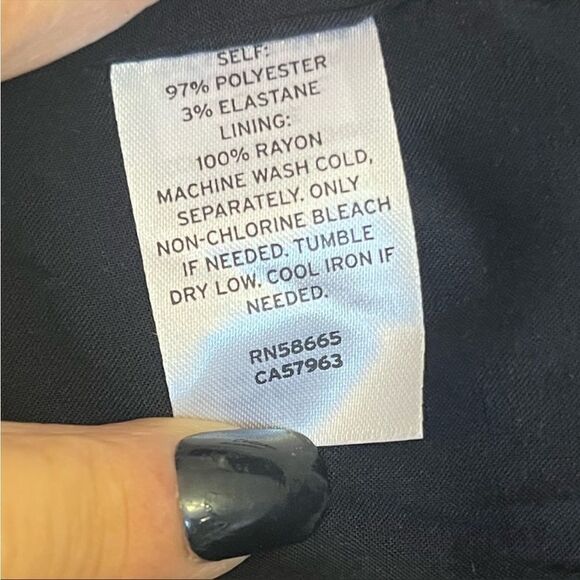 SELF:
97% POLYESTER
3% ELASTANE
LINING:
100% RAYON
MACHINE WASH COLD,
SEPARATELY. ONLY
NON-CHLORINE BLEACH
IF NEEDED. TUMBLE
DRY LOW. COOL IRON IF
NEEDED.
RN58665
CA57963